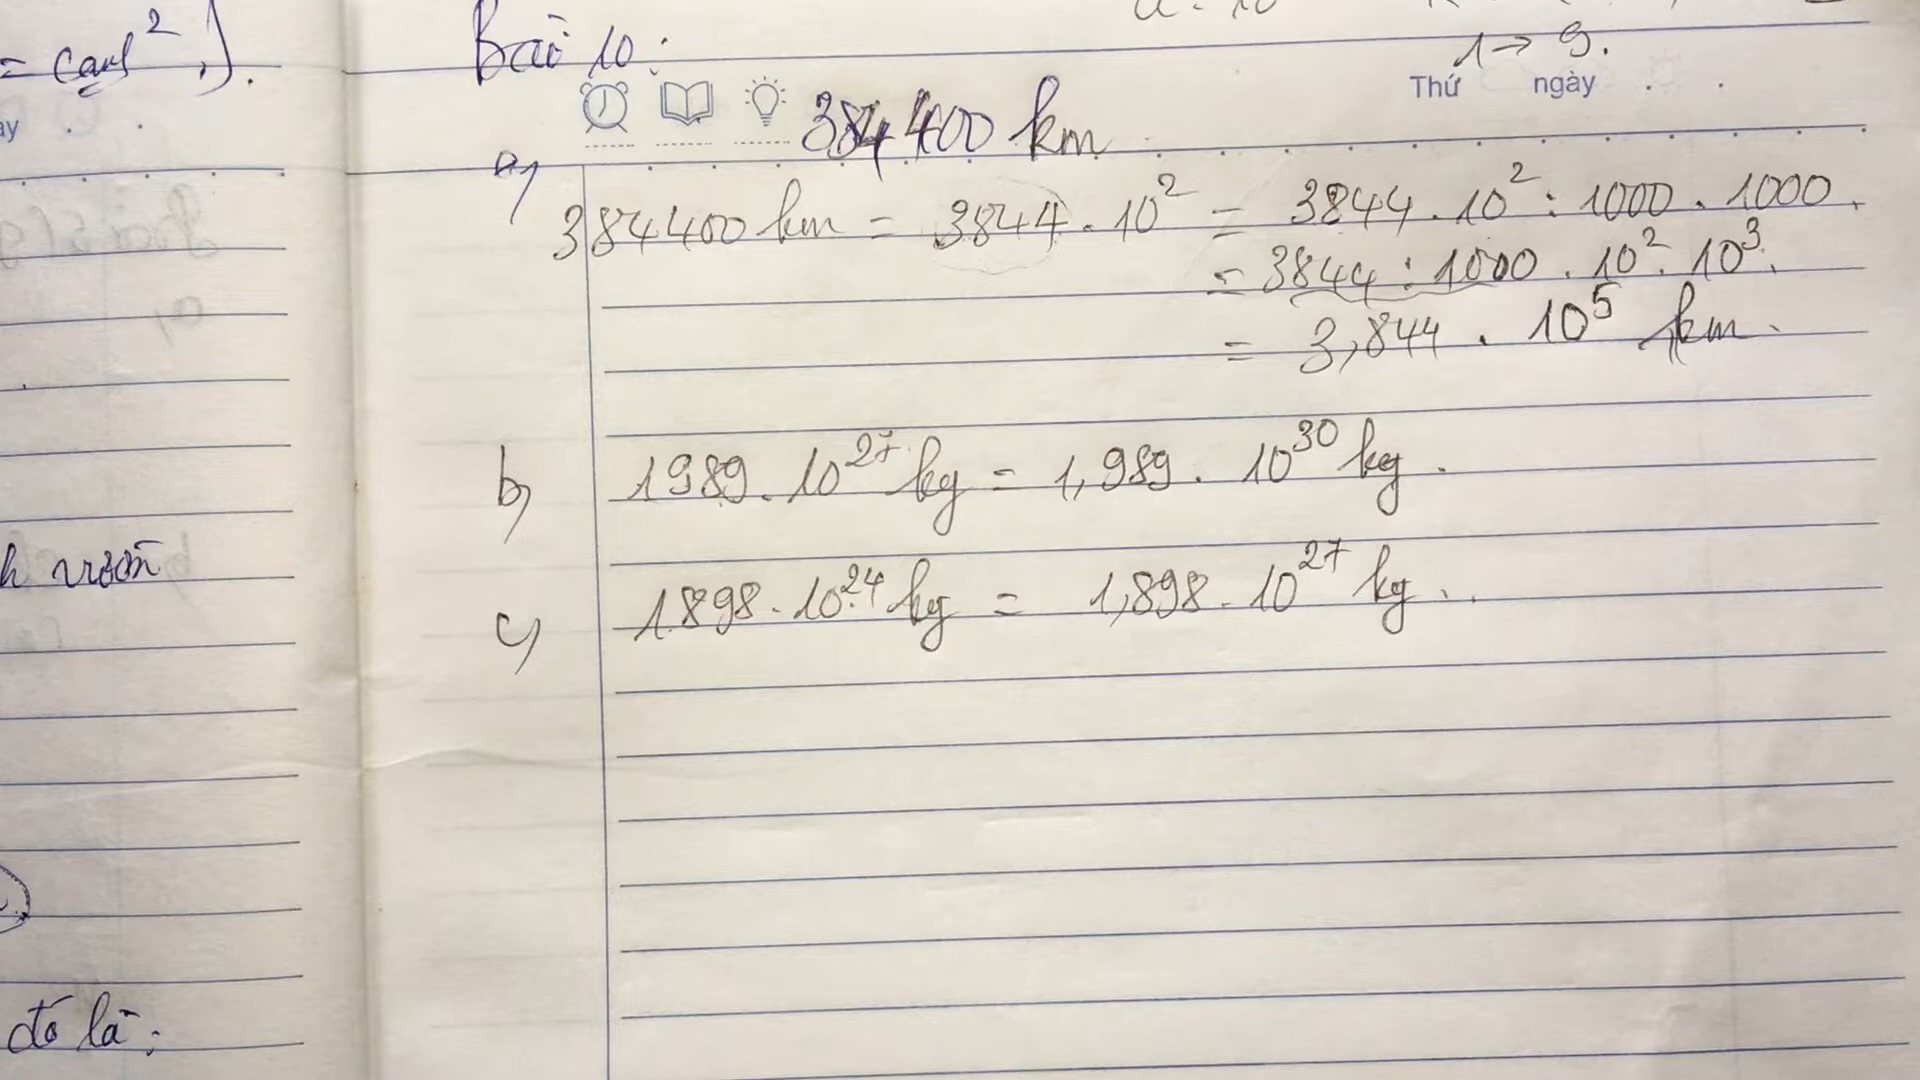 = cạnh², ).
Bài 10:
1 → 9.
Thứ ngày
384400 km
a)
384400 km = 3844 . 10² = 3844 . 10² : 1000 . 1000.
= 3844 : 1000 . 10² . 10³.
= 3,844 . 10⁵ km.
b) 1989 . 10²⁷ kg = 1,989 . 10³⁰ kg.
c) 1898 . 10²⁴ kg = 1,898 . 10²⁷ kg.
vườn
đó là: